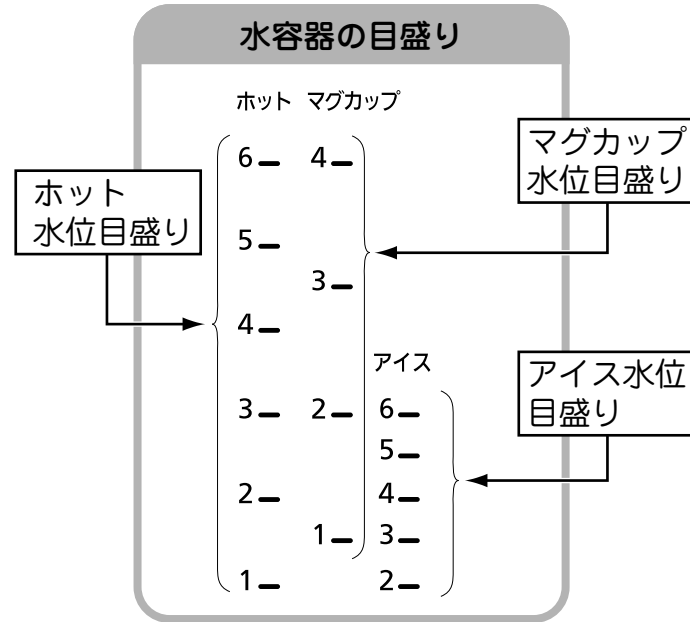 水容器の目盛り
ホット マグカップ
6 4
ホット
水位目盛り
マグカップ
水位目盛り
5
3
4
アイス
アイス水位
目盛り
3 2 6
5
2 4
1 3
1 2